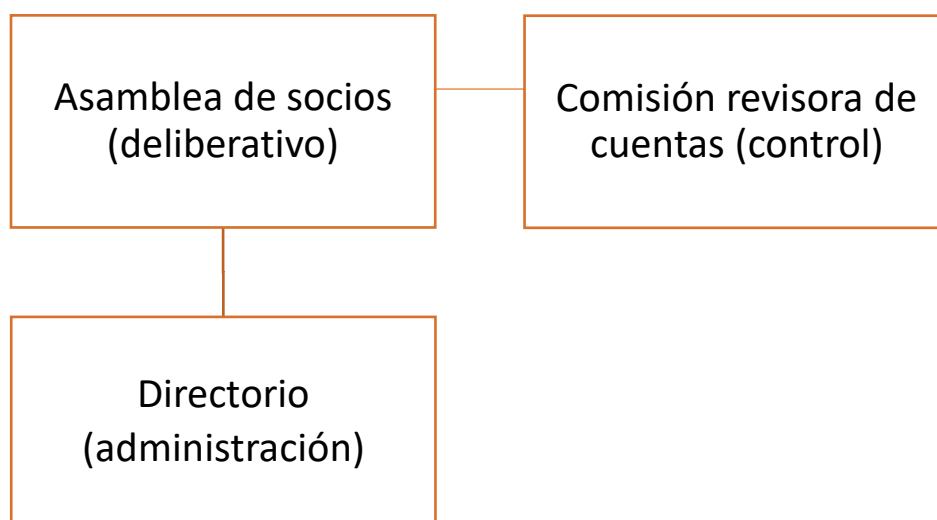 Asamblea de socios
(deliberativo)
Comisión revisora de
cuentas (control)
Directorio
(administración)